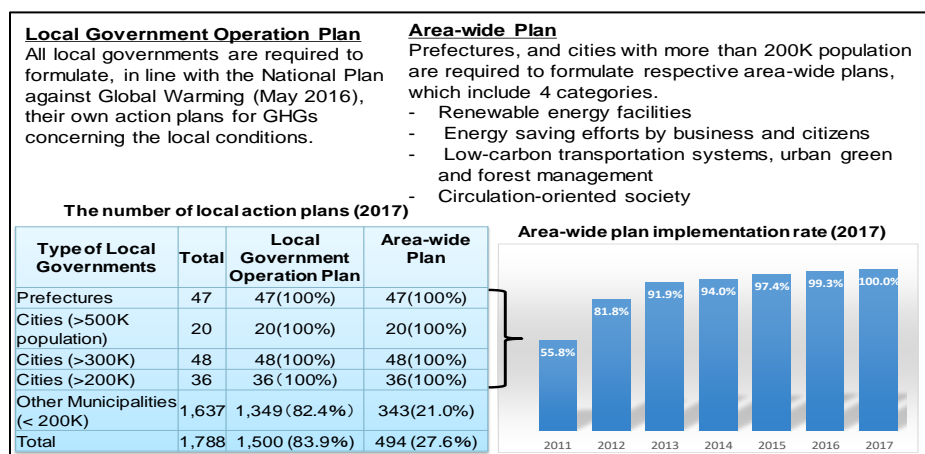 Local Government Operation Plan
All local governments are required to
formulate, in line with the National Plan
against Global Warming (May 2016),
their own action plans for GHGs
concerning the local conditions.
Area-wide Plan
Prefectures, and cities with more than 200K population
are required to formulate respective area-wide plans,
which include 4 categories.
- Renewable energy facilities
- Energy saving efforts by business and citizens
- Low-carbon transportation systems, urban green
and forest management
- Circulation-oriented society
The number of local action plans (2017)
Type of Local Governments Total Local Government Operation Plan Area-wide Plan
Prefectures 47 47(100%) 47(100%)
Cities (>500K population) 20 20(100%) 20(100%)
Cities (>300K) 48 48(100%) 48(100%)
Cities (>200K) 36 36(100%) 36(100%)
Other Municipalities (< 200K) 1,637 1,349(82.4%) 343(21.0%)
Total 1,788 1,500 (83.9%) 494 (27.6%)
Area-wide plan implementation rate (2017)
55.8% 81.8% 91.9% 94.0% 97.4% 99.3% 100.0%
2011 2012 2013 2014 2015 2016 2017